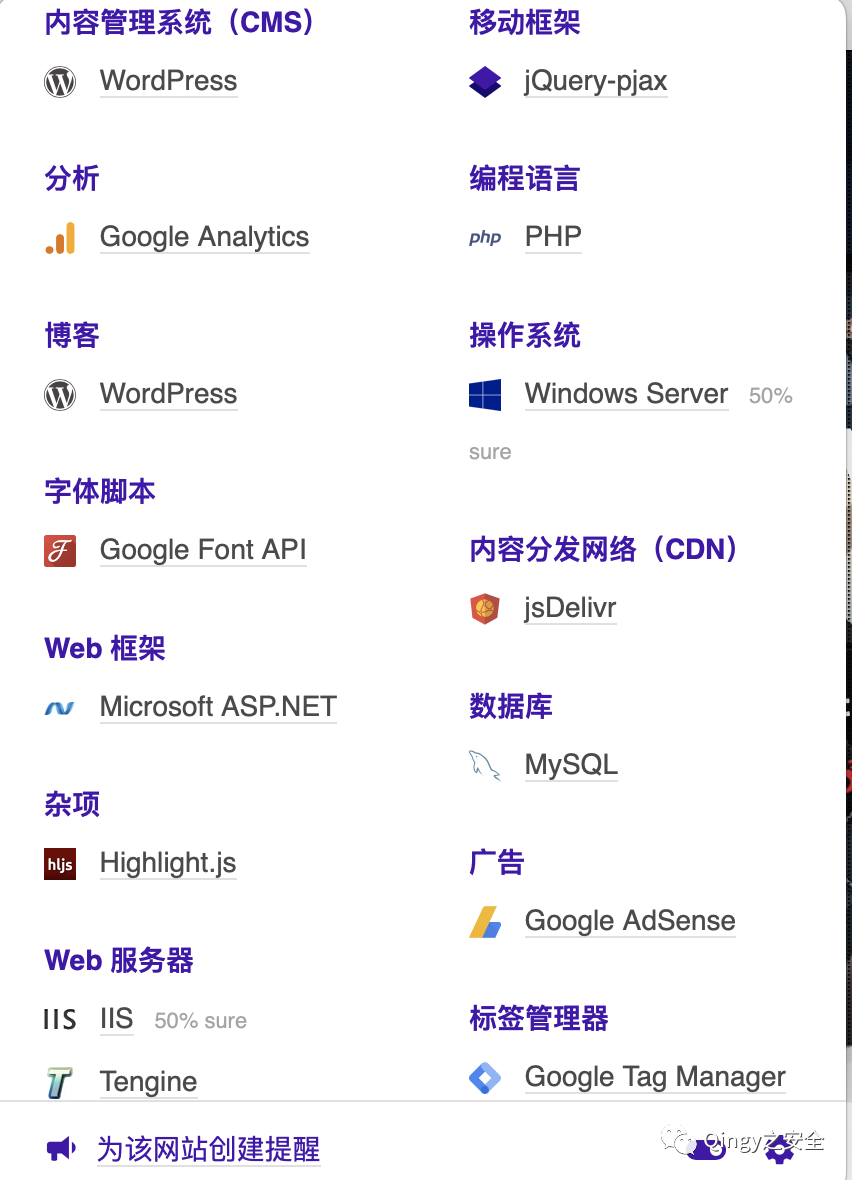 内容管理系统（CMS）
WordPress
分析
Google Analytics
博客
WordPress
字体脚本
Google Font API
Web 框架
Microsoft ASP.NET
杂项
hljs Highlight.js
Web 服务器
IIS IIS 50% sure
Tengine
移动框架
jQuery-pjax
编程语言
php PHP
操作系统
Windows Server 50%
sure
内容分发网络（CDN）
jsDelivr
数据库
MySQL
广告
Google AdSense
标签管理器
Google Tag Manager
为该网站创建提醒
Qingy之安全